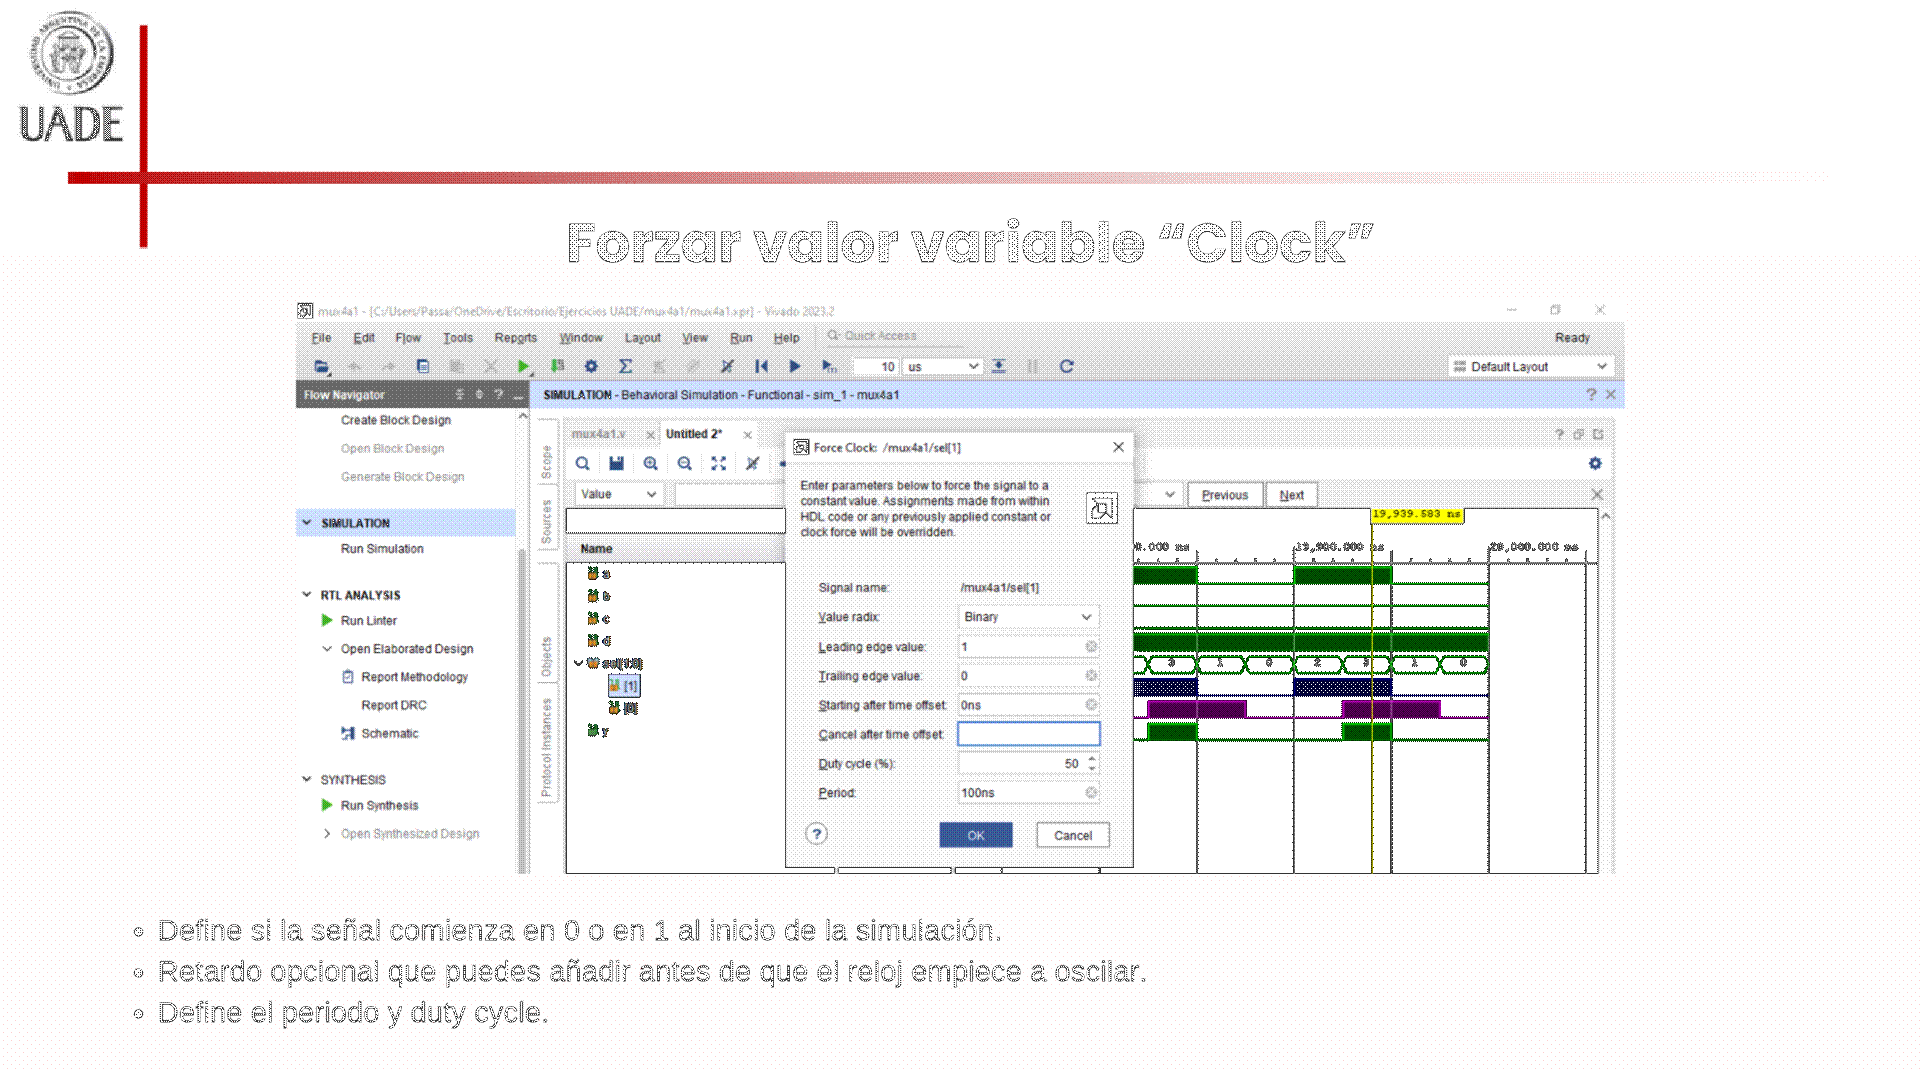 UADE
Forzar valor variable “Clock”
mux4a1 - [C:/Users/Passa/OneDrive/Escritorio/Ejercicios UADE/mux4a1/mux4a1.xpr] - Vivado 2023.2
File Edit Flow Tools Reports Window Layout View Run Help Quick Access
Ready
10 us
Default Layout
Flow Navigator
SIMULATION - Behavioral Simulation - Functional - sim_1 - mux4a1
Create Block Design
Open Block Design
Generate Block Design
SIMULATION
Run Simulation
RTL ANALYSIS
Run Linter
Open Elaborated Design
Report Methodology
Report DRC
Schematic
SYNTHESIS
Run Synthesis
Open Synthesized Design
Scope
Sources
Objects
Protocol Instances
mux4a1.v
Untitled 2*
Value
Name
a
b
c
d
sel[1:0]
[1]
[0]
y
Force Clock: /mux4a1/sel[1]
Enter parameters below to force the signal to a
constant value. Assignments made from within
HDL code or any previously applied constant or
clock force will be overridden.
Signal name: /mux4a1/sel[1]
Value radix: Binary
Leading edge value: 1
Trailing edge value: 0
Starting after time offset: 0ns
Cancel after time offset:
Duty cycle (%): 50
Period: 100ns
OK
Cancel
Previous
Next
19,939.583 ns
19,900.000 ns
20,000.000 ns
3 1 0 2 3 1 0
Define si la señal comienza en 0 o en 1 al inicio de la simulación.
Retardo opcional que puedes añadir antes de que el reloj empiece a oscilar.
Define el periodo y duty cycle.